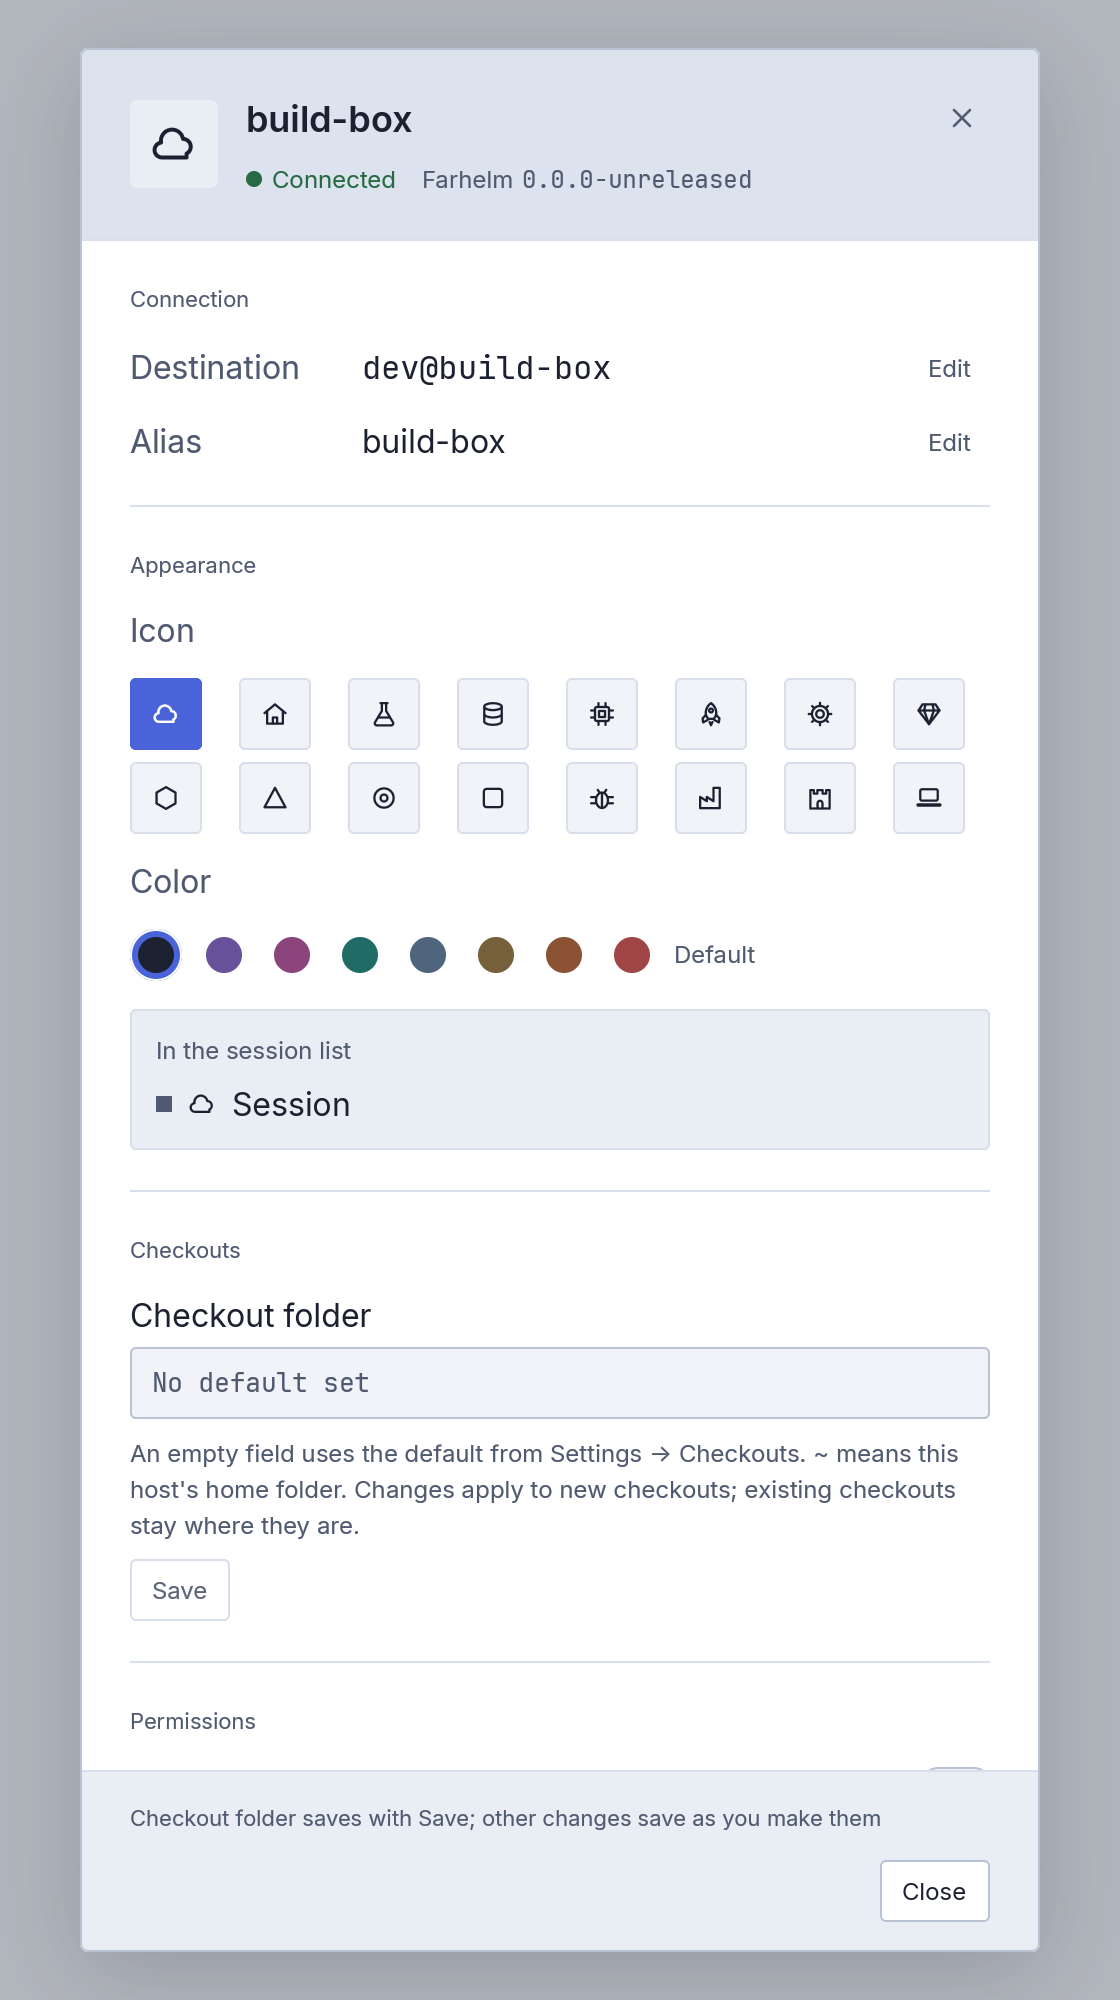 build-box
Connected Farhelm 0.0.0-unreleased
Connection
Destination dev@build-box Edit
Alias build-box Edit
Appearance
Icon
Color
Default
In the session list
Session
Checkouts
Checkout folder
No default set
An empty field uses the default from Settings → Checkouts. ~ means this
host's home folder. Changes apply to new checkouts; existing checkouts
stay where they are.
Save
Permissions
Checkout folder saves with Save; other changes save as you make them
Close